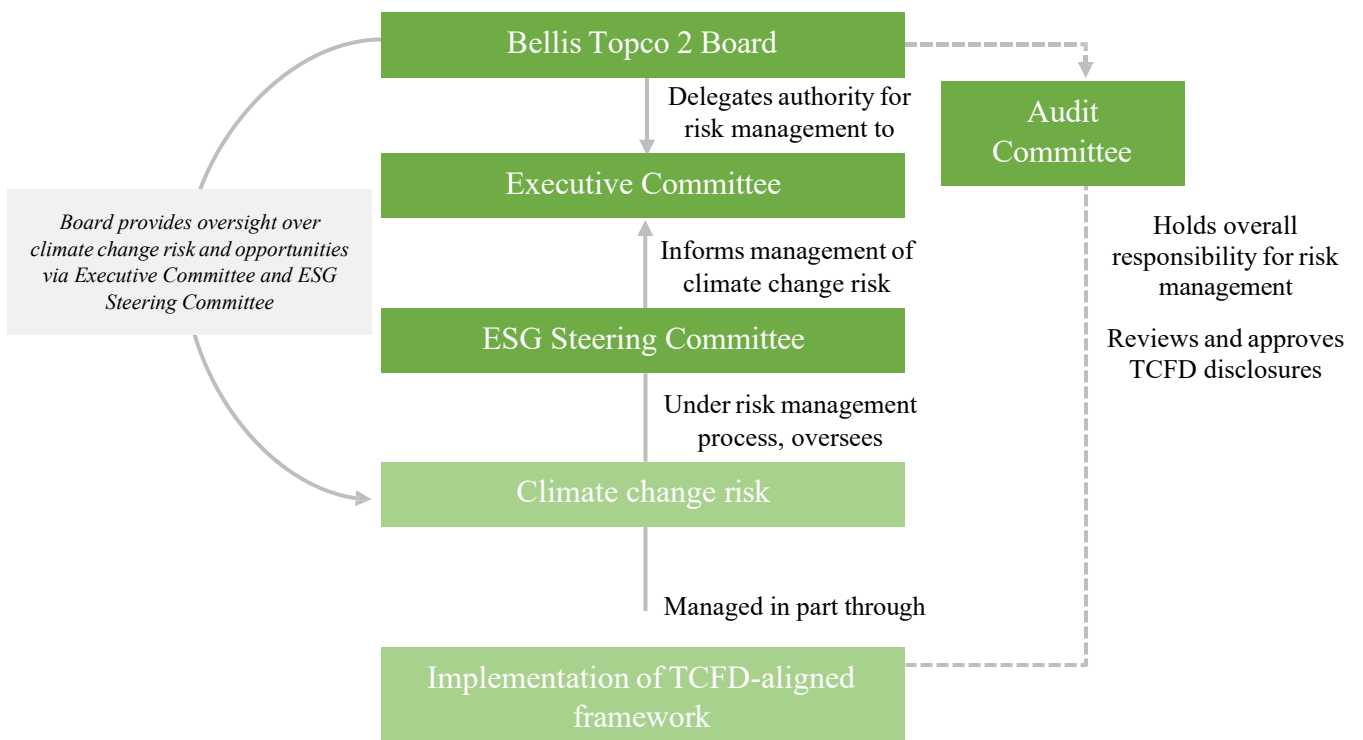 Bellis Topco 2 Board
Delegates authority for
risk management to
Audit
Committee
Executive Committee
Board provides oversight over
climate change risk and opportunities
via Executive Committee and ESG
Steering Committee
Informs management of
climate change risk
Holds overall
responsibility for risk
management
ESG Steering Committee
Reviews and approves
TCFD disclosures
Under risk management
process, oversees
Climate change risk
Managed in part through
Implementation of TCFD-aligned
framework